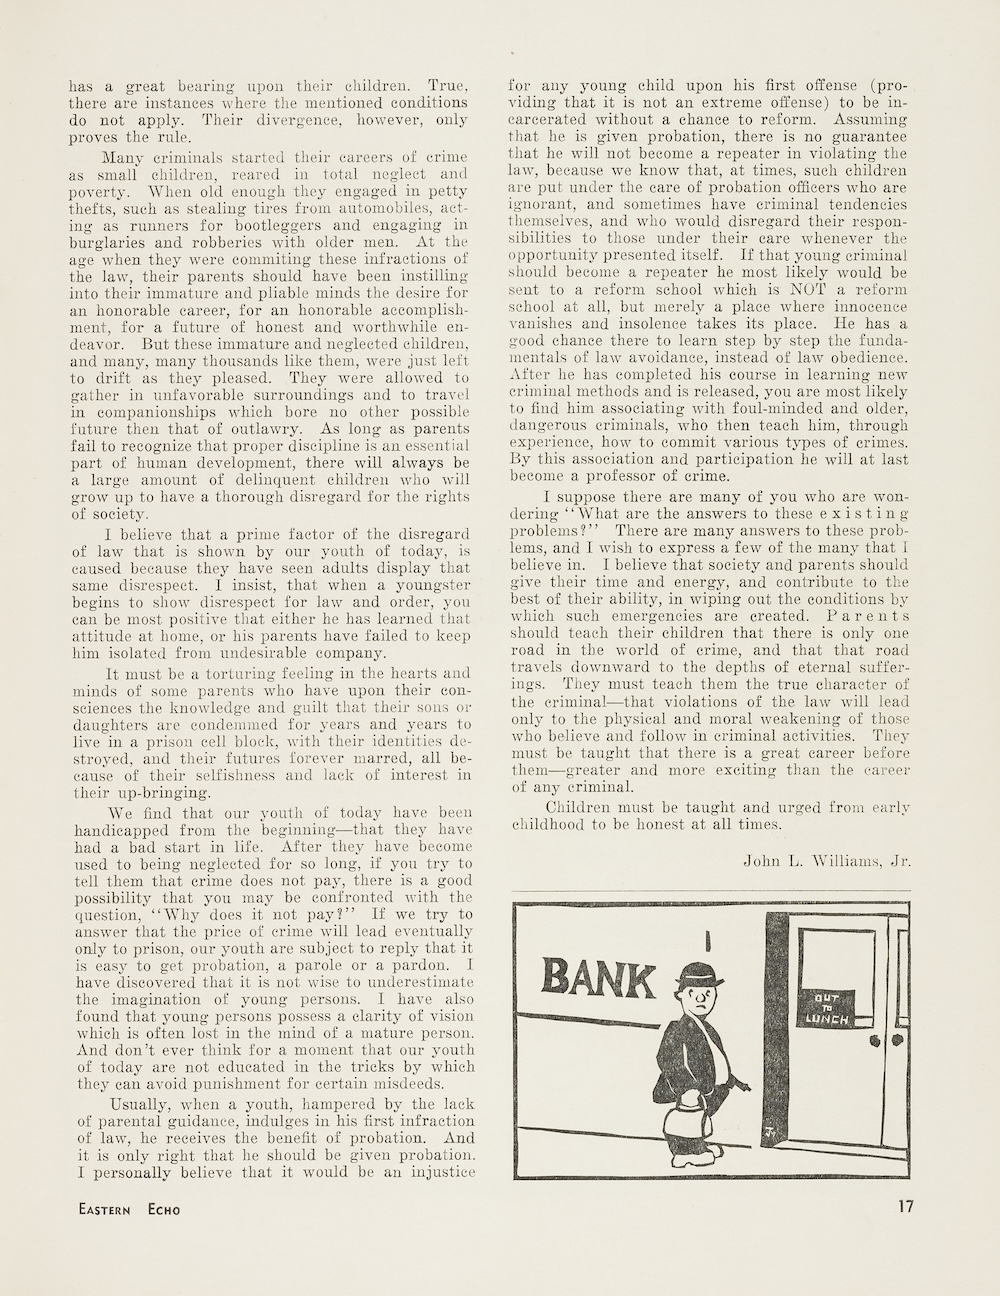 has a great bearing upon their children. True,
there are instances where the mentioned conditions
do not apply. Their divergence, however, only
proves the rule.
Many criminals started their careers of crime
as small children, reared in total neglect and
poverty. When old enough they engaged in petty
thefts, such as stealing tires from automobiles, act-
ing as runners for bootleggers and engaging in
burglaries and robberies with older men. At the
age when they were commiting these infractions of
the law, their parents should have been instilling
into their immature and pliable minds the desire for
an honorable career, for an honorable accomplish-
ment, for a future of honest and worthwhile en-
deavor. But these immature and neglected children,
and many, many thousands like them, were just left
to drift as they pleased. They were allowed to
gather in unfavorable surroundings and to travel
in companionships which bore no other possible
future then that of outlawry. As long as parents
fail to recognize that proper discipline is an essential
part of human development, there will always be
a large amount of delinquent children who will
grow up to have a thorough disregard for the rights
of society.
I believe that a prime factor of the disregard
of law that is shown by our youth of today, is
caused because they have seen adults display that
same disrespect. I insist, that when a youngster
begins to show disrespect for law and order, you
can be most positive that either he has learned that
attitude at home, or his parents have failed to keep
him isolated from undesirable company.
It must be a torturing feeling in the hearts and
minds of some parents who have upon their con-
sciences the knowledge and guilt that their sons or
daughters are condemmed for years and years to
live in a prison cell block, with their identities de-
stroyed, and their futures forever marred, all be-
cause of their selfishness and lack of interest in
their up-bringing.
We find that our youth of today have been
handicapped from the beginning—that they have
had a bad start in life. After they have become
used to being neglected for so long, if you try to
tell them that crime does not pay, there is a good
possibility that you may be confronted with the
question, "Why does it not pay?" If we try to
answer that the price of crime will lead eventually
only to prison, our youth are subject to reply that it
is easy to get probation, a parole or a pardon. I
have discovered that it is not wise to underestimate
the imagination of young persons. I have also
found that young persons possess a clarity of vision
which is often lost in the mind of a mature person.
And don't ever think for a moment that our youth
of today are not educated in the tricks by which
they can avoid punishment for certain misdeeds.
Usually, when a youth, hampered by the lack
of parental guidance, indulges in his first infraction
of law, he receives the benefit of probation. And
it is only right that he should be given probation.
I personally believe that it would be an injustice
for any young child upon his first offense (pro-
viding that it is not an extreme offense) to be in-
carcerated without a chance to reform. Assuming
that he is given probation, there is no guarantee
that he will not become a repeater in violating the
law, because we know that, at times, such children
are put under the care of probation officers who are
ignorant, and sometimes have criminal tendencies
themselves, and who would disregard their respon-
sibilities to those under their care whenever the
opportunity presented itself. If that young criminal
should become a repeater he most likely would be
sent to a reform school which is NOT a reform
school at all, but merely a place where innocence
vanishes and insolence takes its place. He has a
good chance there to learn step by step the funda-
mentals of law avoidance, instead of law obedience.
After he has completed his course in learning new
criminal methods and is released, you are most likely
to find him associating with foul-minded and older,
dangerous criminals, who then teach him, through
experience, how to commit various types of crimes.
By this association and participation he will at last
become a professor of crime.
I suppose there are many of you who are won-
dering "What are the answers to these existing
problems?" There are many answers to these prob-
lems, and I wish to express a few of the many that I
believe in. I believe that society and parents should
give their time and energy, and contribute to the
best of their ability, in wiping out the conditions by
which such emergencies are created. Parents
should teach their children that there is only one
road in the world of crime, and that that road
travels downward to the depths of eternal suffer-
ings. They must teach them the true character of
the criminal—that violations of the law will lead
only to the physical and moral weakening of those
who believe and follow in criminal activities. They
must be taught that there is a great career before
them—greater and more exciting than the career
of any criminal.
Children must be taught and urged from early
childhood to be honest at all times.
John L. Williams, Jr.
BANK
OUT
TO
LUNCH
Jr
EASTERN ECHO
17